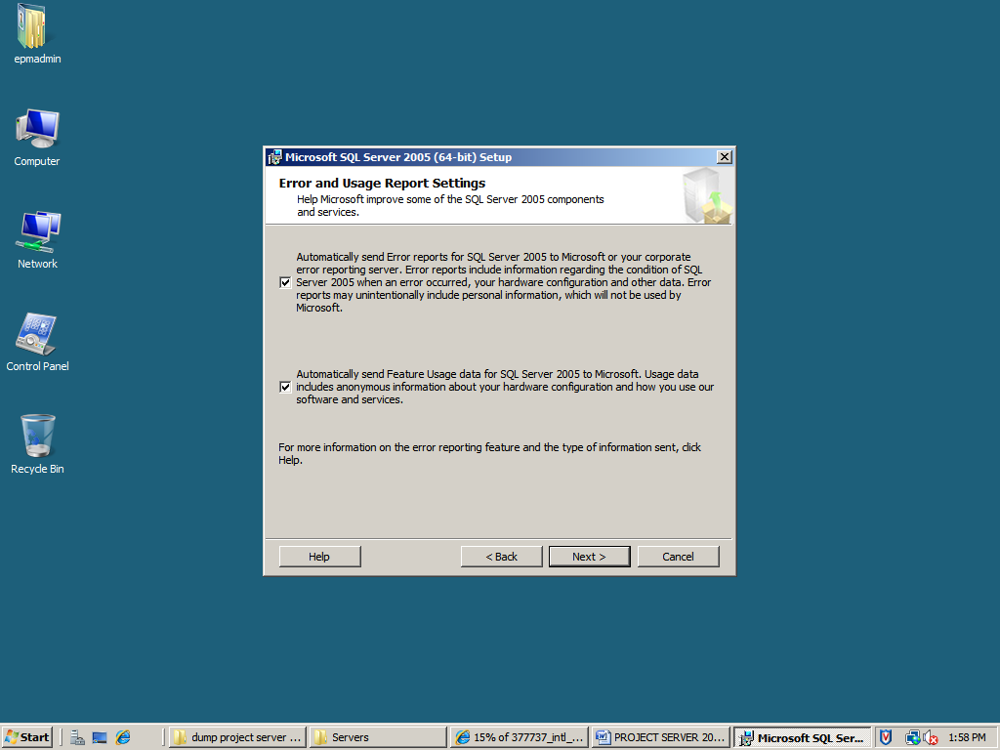 epmadmin
Computer
Network
Control Panel
Recycle Bin
Microsoft SQL Server 2005 (64-bit) Setup
Error and Usage Report Settings
Help Microsoft improve some of the SQL Server 2005 components
and services.
Automatically send Error reports for SQL Server 2005 to Microsoft or your corporate
error reporting server. Error reports include information regarding the condition of SQL
Server 2005 when an error occurred, your hardware configuration and other data. Error
reports may unintentionally include personal information, which will not be used by
Microsoft.
Automatically send Feature Usage data for SQL Server 2005 to Microsoft. Usage data
includes anonymous information about your hardware configuration and how you use our
software and services.
For more information on the error reporting feature and the type of information sent, click
Help.
Help
< Back
Next >
Cancel
Start
dump project server ...
Servers
15% of 377737_intl_...
PROJECT SERVER 20...
Microsoft SQL Ser...
1:58 PM